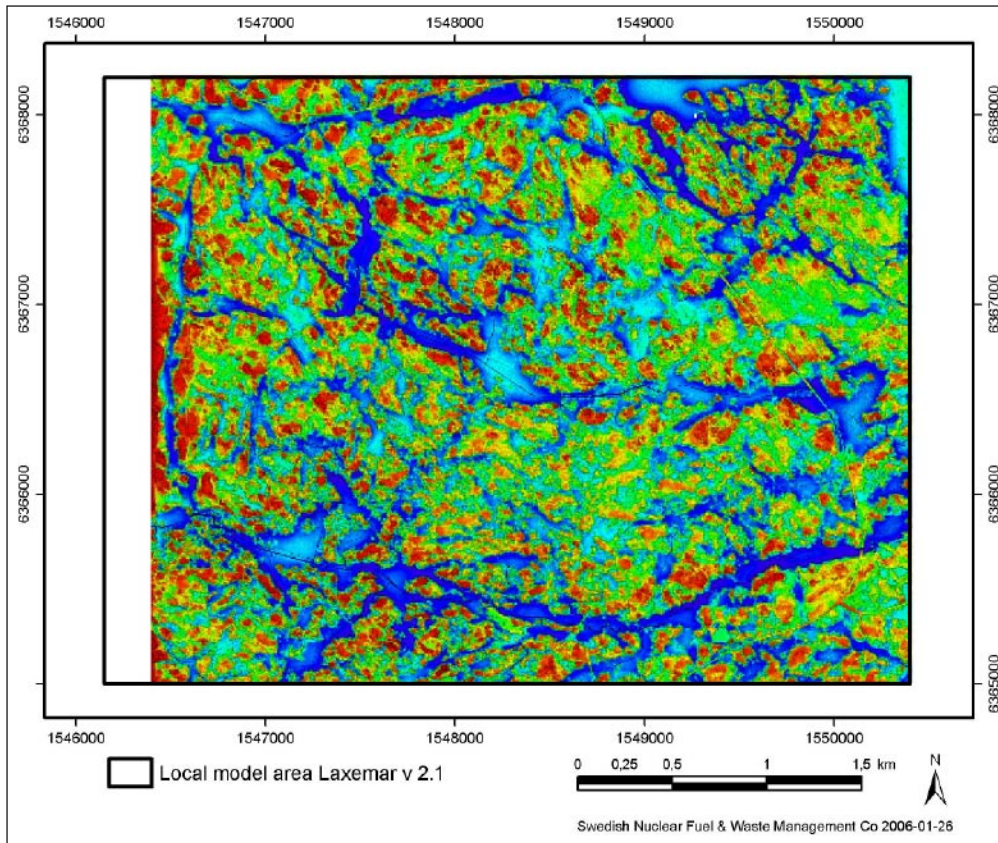 1546000 1547000 1548000 1549000 1550000
6368000 6368000
6367000 6367000
6366000 6366000
6365000 6365000
1546000 1547000 1548000 1549000 1550000
Local model area Laxemar v 2.1
0 0,25 0,5 1 1,5 km
N
Swedish Nuclear Fuel & Waste Management Co 2006-01-26